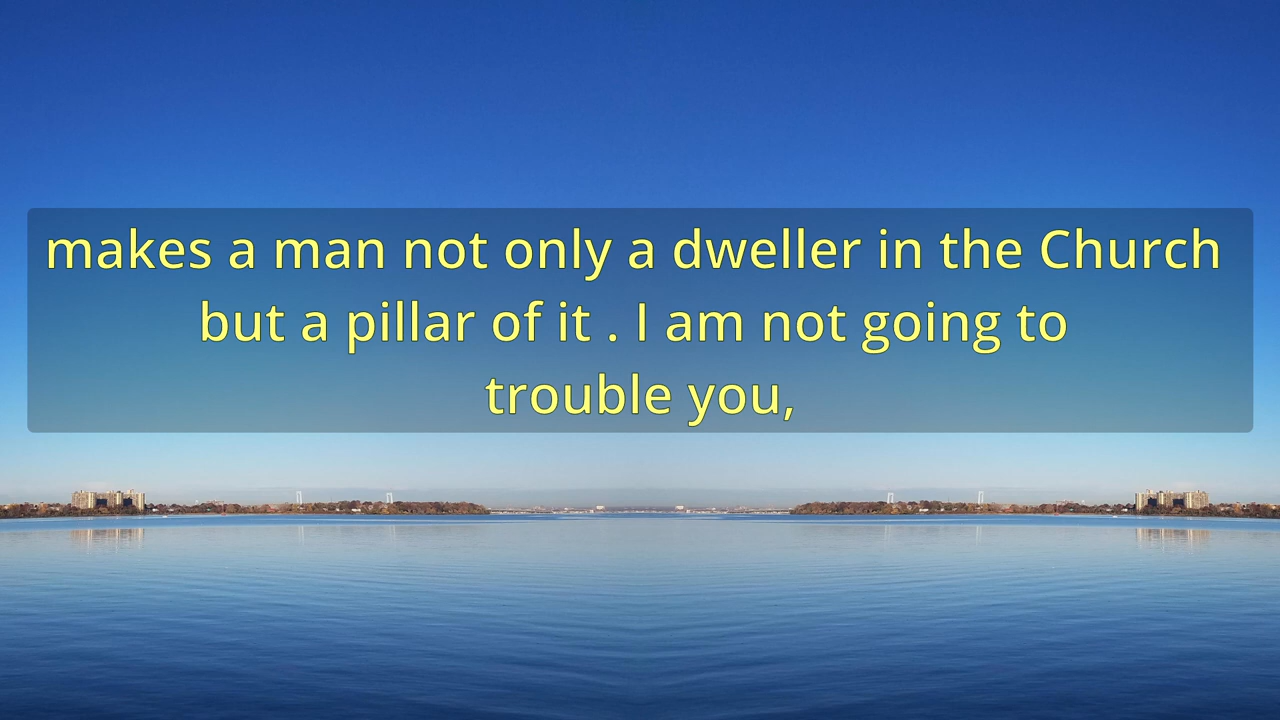 makes a man not only a dweller in the Church
but a pillar of it . I am not going to
trouble you,